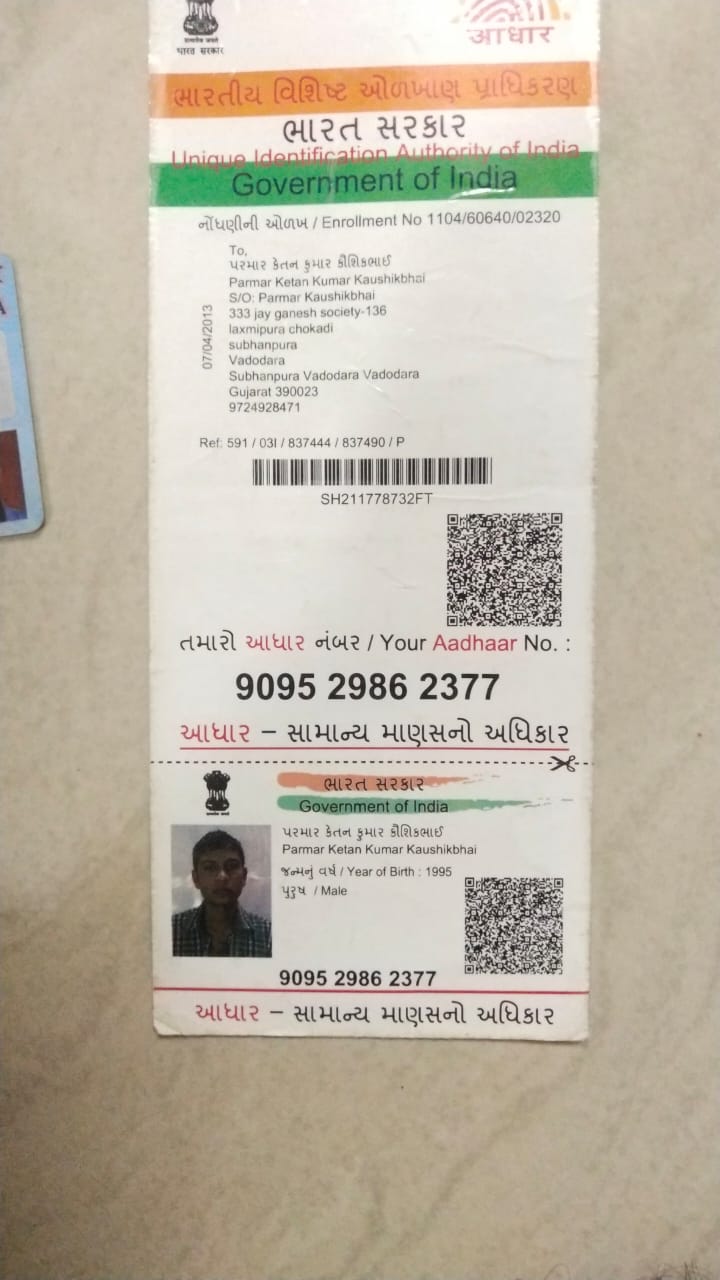 भारत सरकार
आधार
ભારતીય વિશિષ્ટ ઓળખાણ પ્રાધિકરણ
ભારત સરકાર
Unique Identification Authority of India
Government of India
નોંધણીની ઓળખ / Enrollment No 1104/60640/02320
To,
પરમાર કેતન કુમાર કૌશિકભાઈ
Parmar Ketan Kumar Kaushikbhai
S/O: Parmar Kaushikbhai
333 jay ganesh society-136
laxmipura chokadi
subhanpura
Vadodara
Subhanpura Vadodara Vadodara
Gujarat 390023
9724928471
07/04/2013
Ref: 591 / 03I / 837444 / 837490 / P
SH211778732FT
તમારો આધાર નંબર / Your Aadhaar No. :
9095 2986 2377
આધાર – સામાન્ય માણસનો અધિકાર
ભારત સરકાર
Government of India
પરમાર કેતન કુમાર કૌશિકભાઈ
Parmar Ketan Kumar Kaushikbhai
જન્મનું વર્ષ / Year of Birth : 1995
પુરુષ / Male
9095 2986 2377
આધાર – સામાન્ય માણસનો અધિકાર